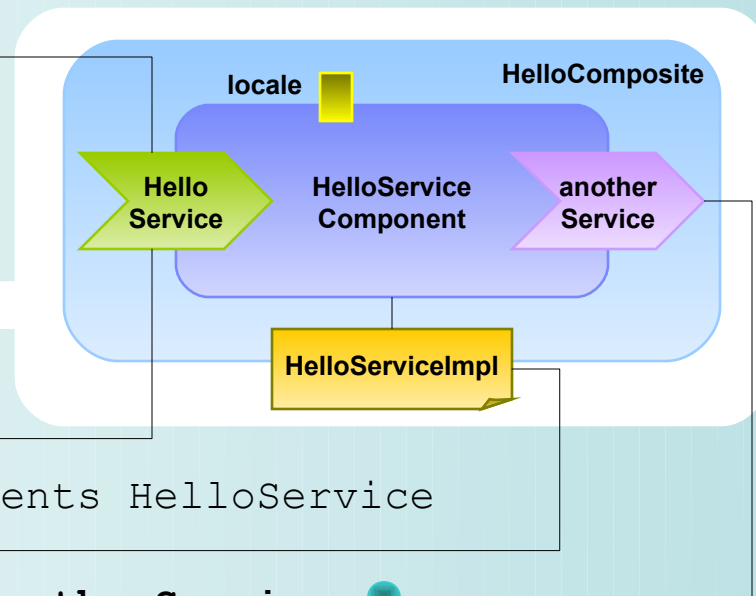 locale
HelloComposite
Hello
Service
HelloService
Component
another
Service
HelloServiceImpl
ents HelloService